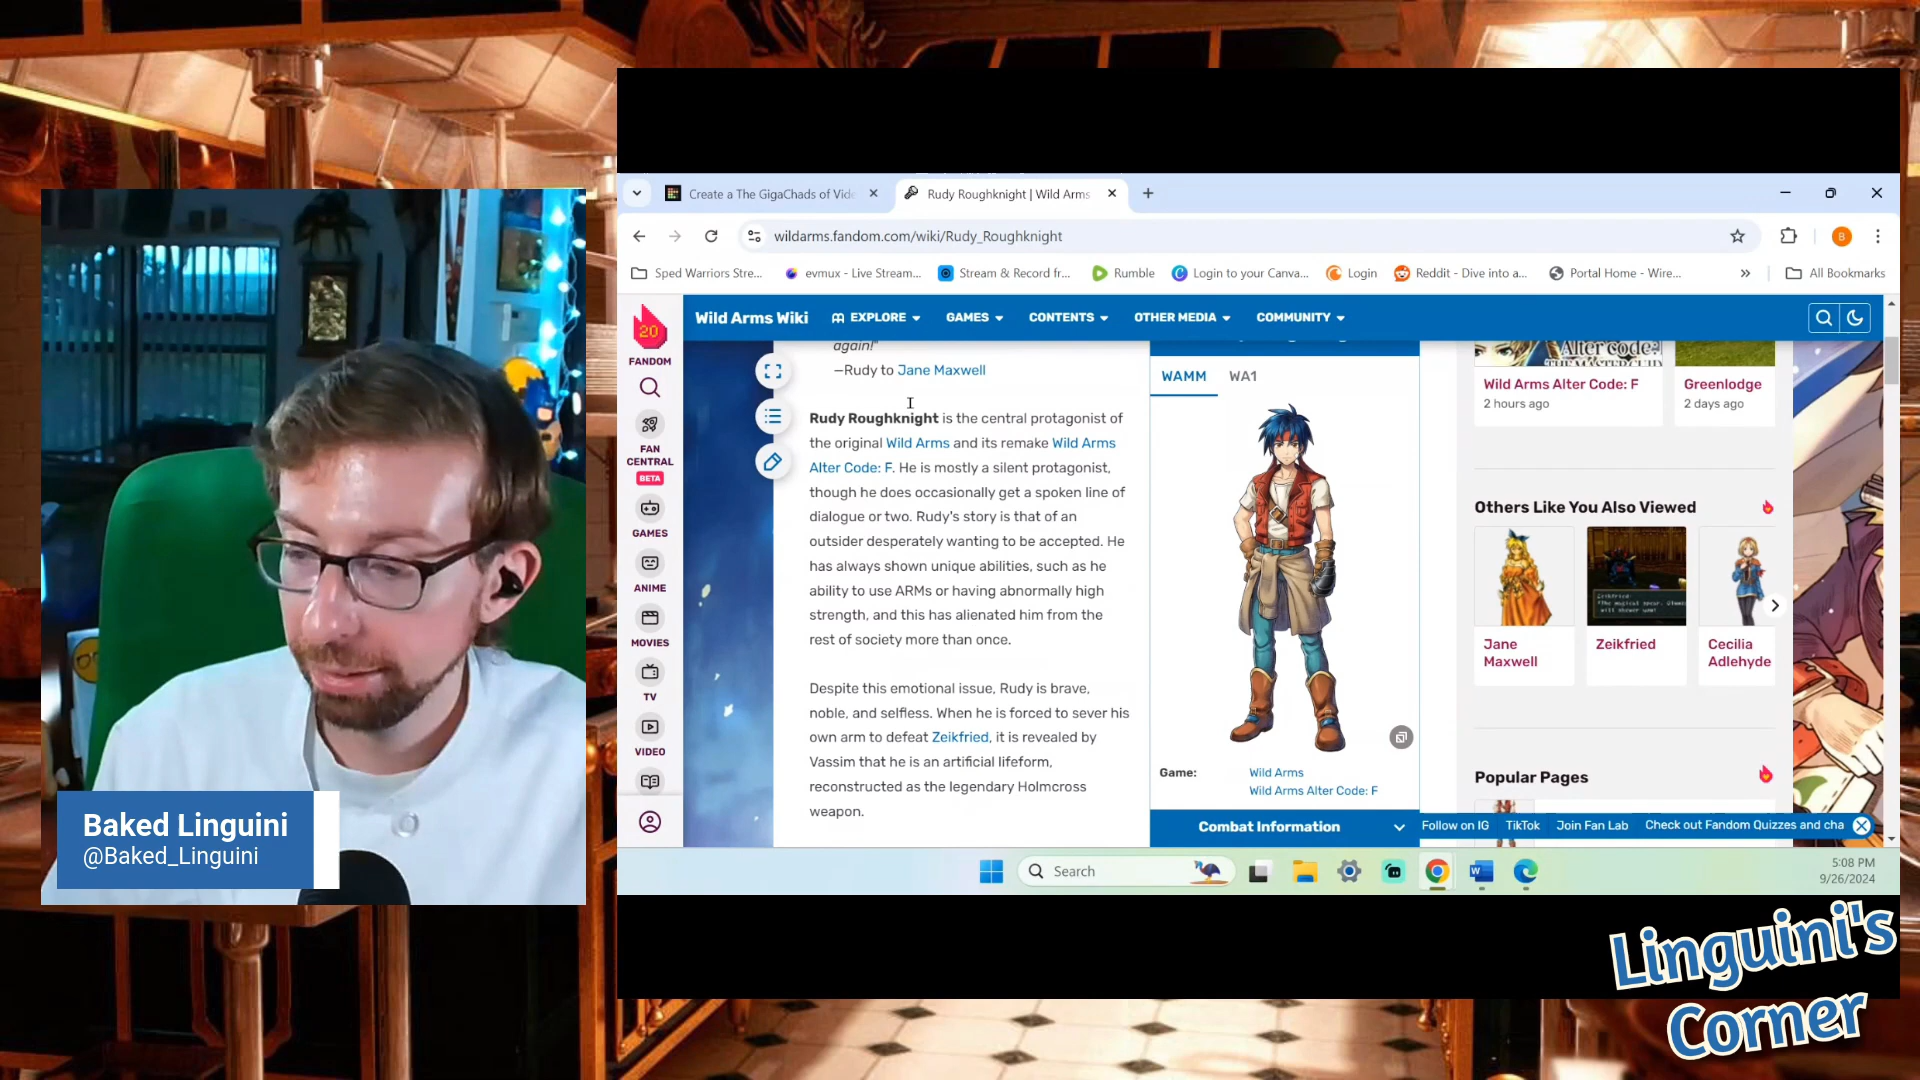 Create a The GigaChads of Vide
Rudy Roughknight | Wild Arms
wildarms.fandom.com/wiki/Rudy_Roughknight
B
Sped Warriors Stre...
evmux - Live Stream...
Stream & Record fr...
Rumble
Login to your Canva...
Login
Reddit - Dive into a...
Portal Home - Wire...
All Bookmarks
20
FANDOM
FAN
CENTRAL
BETA
GAMES
ANIME
MOVIES
TV
VIDEO
Wild Arms Wiki
EXPLORE
GAMES
CONTENTS
OTHER MEDIA
COMMUNITY
again!"
—Rudy to Jane Maxwell
Rudy Roughknight is the central protagonist of
the original Wild Arms and its remake Wild Arms
Alter Code: F. He is mostly a silent protagonist,
though he does occasionally get a spoken line of
dialogue or two. Rudy's story is that of an
outsider desperately wanting to be accepted. He
has always shown unique abilities, such as he
ability to use ARMs or having abnormally high
strength, and this has alienated him from the
rest of society more than once.
Despite this emotional issue, Rudy is brave,
noble, and selfless. When he is forced to sever his
own arm to defeat Zeikfried, it is revealed by
Vassim that he is an artificial lifeform,
reconstructed as the legendary Holmcross
weapon.
WAMM
WA1
Game:
Wild Arms
Wild Arms Alter Code: F
Combat Information
Alter code: F
Wild Arms Alter Code: F
2 hours ago
Greenlodge
2 days ago
Others Like You Also Viewed
Jane
Maxwell
Zeikfried
Cecilia
Adlehyde
Popular Pages
Follow on IG
TikTok
Join Fan Lab
Check out Fandom Quizzes and cha
Search
5:08 PM
9/26/2024
Baked Linguini
@Baked_Linguini
Linguini's
Corner